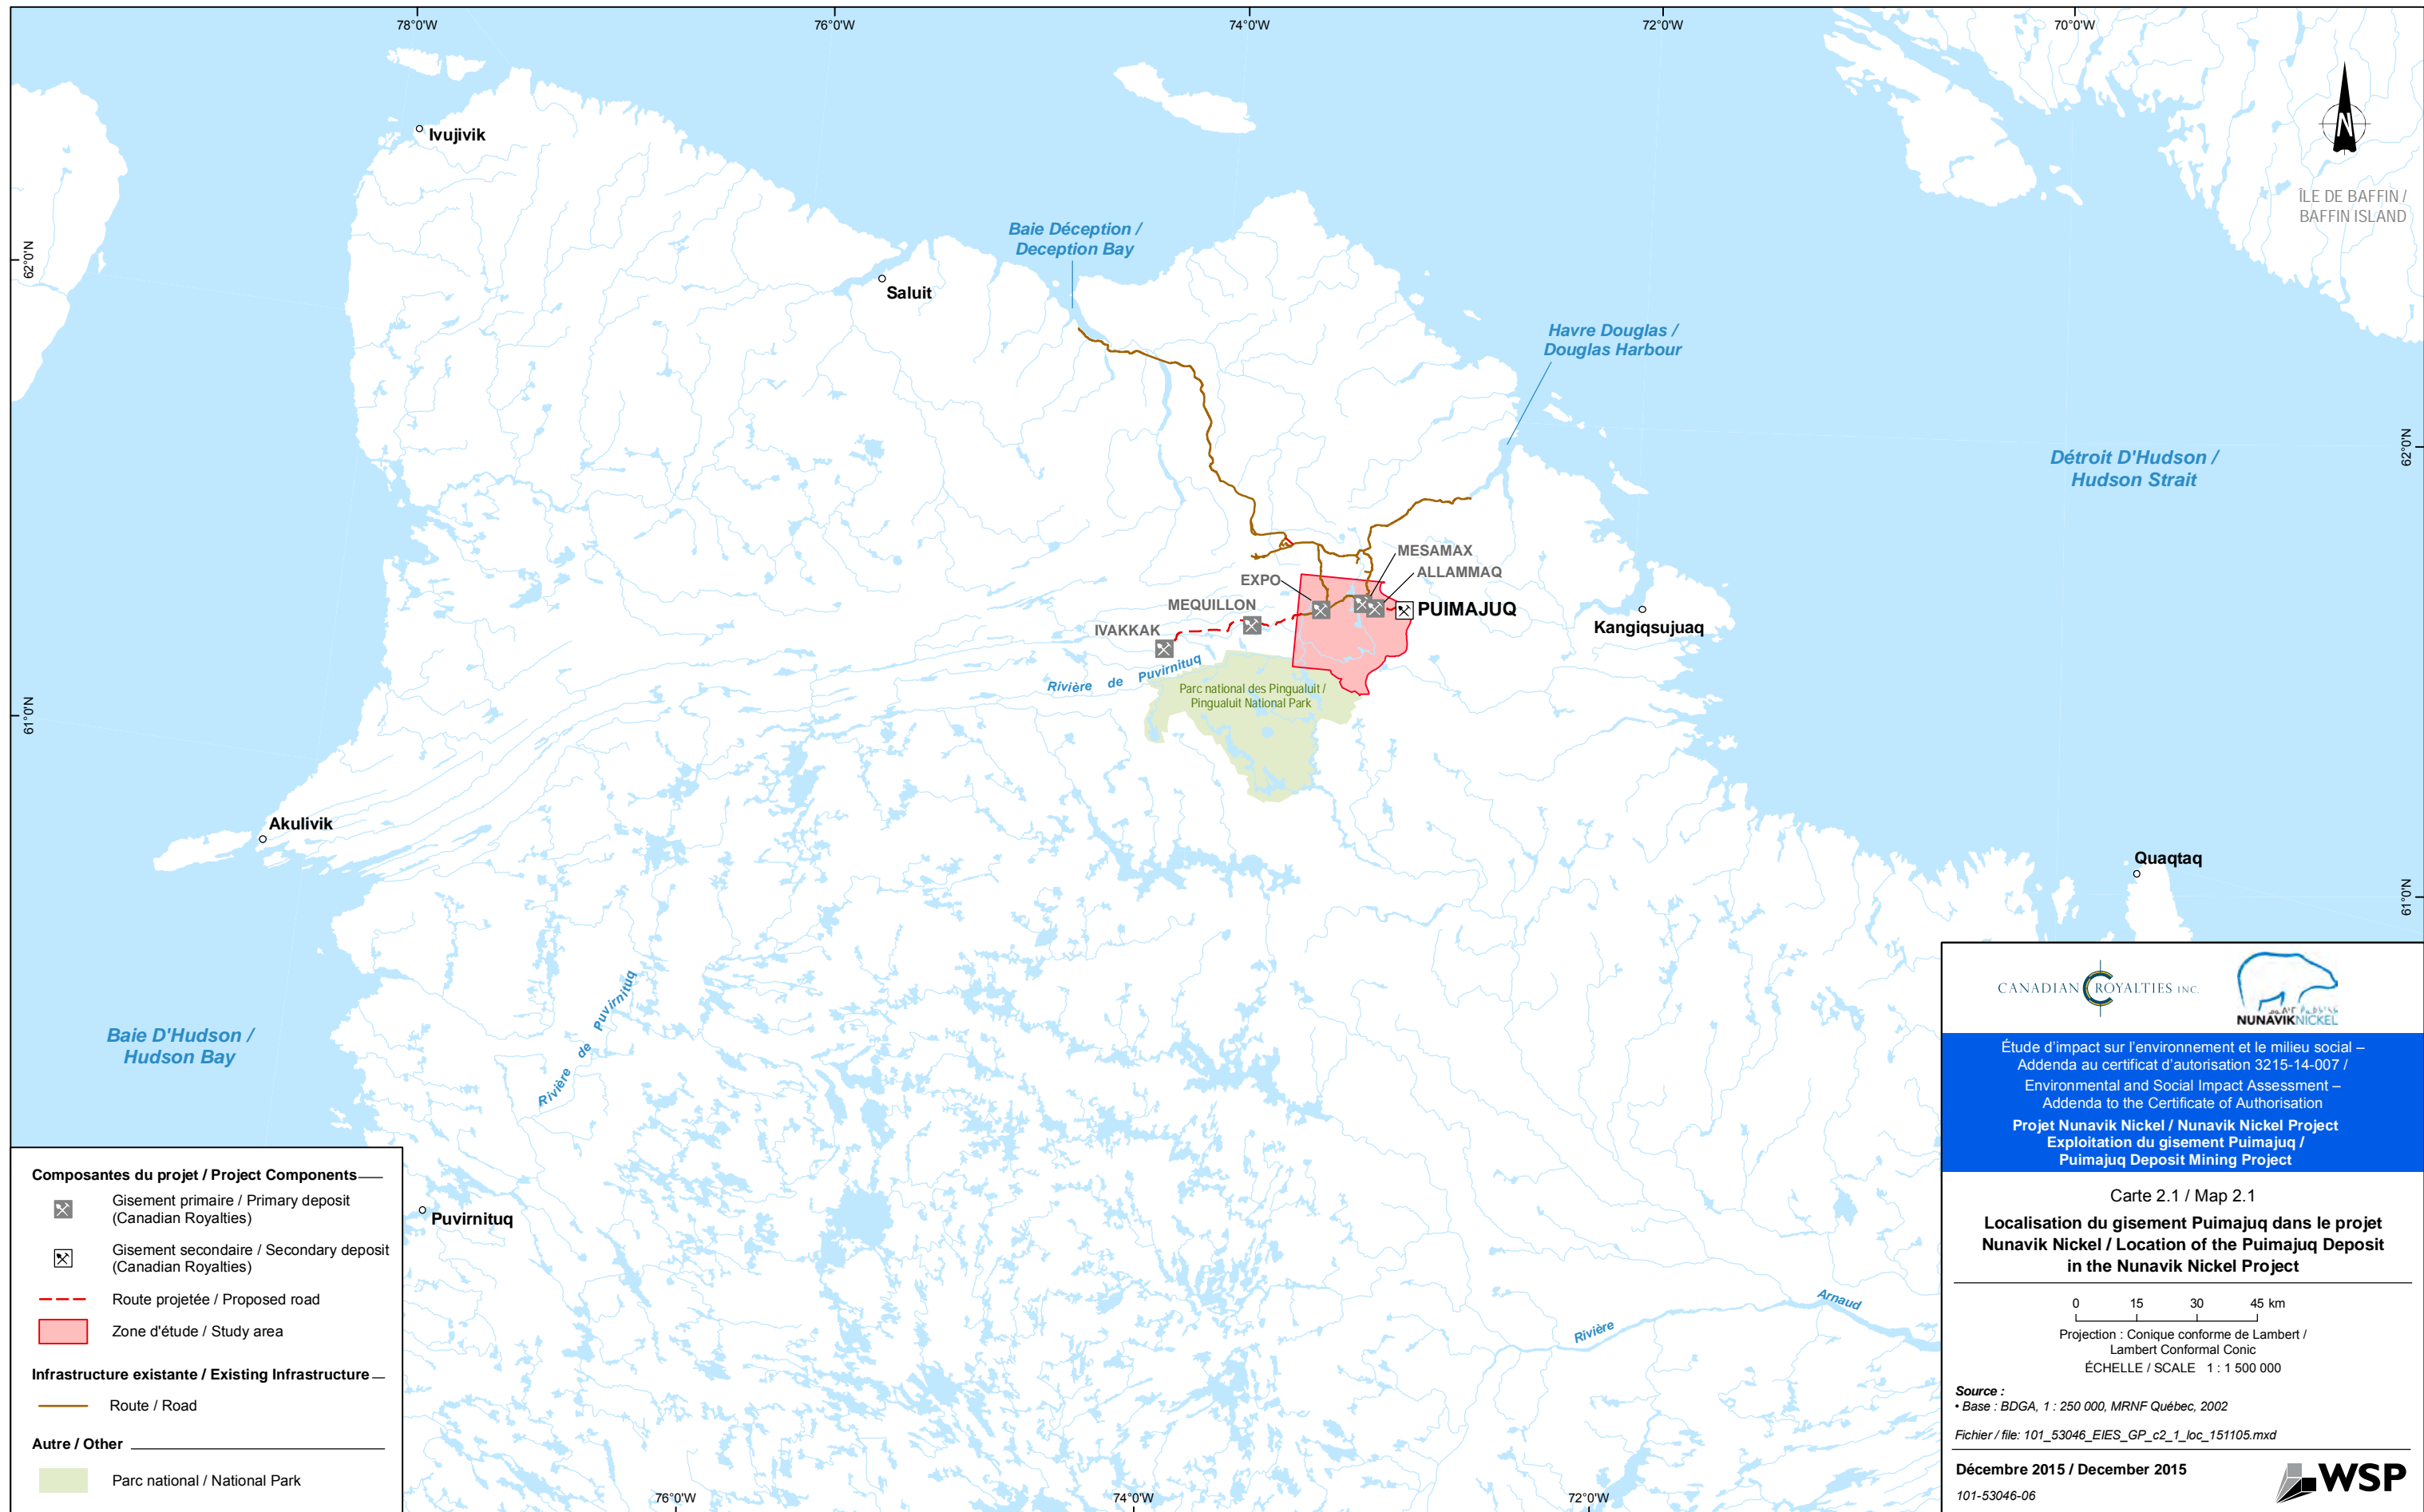 78°0'W
76°0'W
74°0'W
72°0'W
70°0'W
Ivujivik
N
ÎLE DE BAFFIN /
BAFFIN ISLAND
Baie Déception /
Deception Bay
62°0'N
Saluit
Havre Douglas /
Douglas Harbour
62°0'N
Détroit D'Hudson /
Hudson Strait
MESAMAX
ALLAMMAQ
EXPO
MEQUILLON
PUIMAJUQ
IVAKKAK
Kangiqsujuaq
Rivière de Puvirnituq
Parc national des Pingualuit /
Pingualuit National Park
61°0'N
Akulivik
Quaqtaq
61°0'N
Rivière de Puvirnituq
Baie D'Hudson /
Hudson Bay
Puvirnituq
Rivière Arnaud
76°0'W
74°0'W
72°0'W
Composantes du projet / Project Components
Gisement primaire / Primary deposit
(Canadian Royalties)
Gisement secondaire / Secondary deposit
(Canadian Royalties)
Route projetée / Proposed road
Zone d'étude / Study area
Infrastructure existante / Existing Infrastructure
Route / Road
Autre / Other
Parc national / National Park
CANADIAN ROYALTIES INC.
NUNAVIKNICKEL
Étude d'impact sur l'environnement et le milieu social –
Addenda au certificat d'autorisation 3215-14-007 /
Environmental and Social Impact Assessment –
Addenda to the Certificate of Authorisation
Projet Nunavik Nickel / Nunavik Nickel Project
Exploitation du gisement Puimajuq /
Puimajuq Deposit Mining Project
Carte 2.1 / Map 2.1
Localisation du gisement Puimajuq dans le projet
Nunavik Nickel / Location of the Puimajuq Deposit
in the Nunavik Nickel Project
0 15 30 45 km
Projection : Conique conforme de Lambert /
Lambert Conformal Conic
ÉCHELLE / SCALE 1 : 1 500 000
Source :
• Base : BDGA, 1 : 250 000, MRNF Québec, 2002
Fichier / file: 101_53046_EIES_GP_c2_1_loc_151105.mxd
Décembre 2015 / December 2015
101-53046-06
WSP